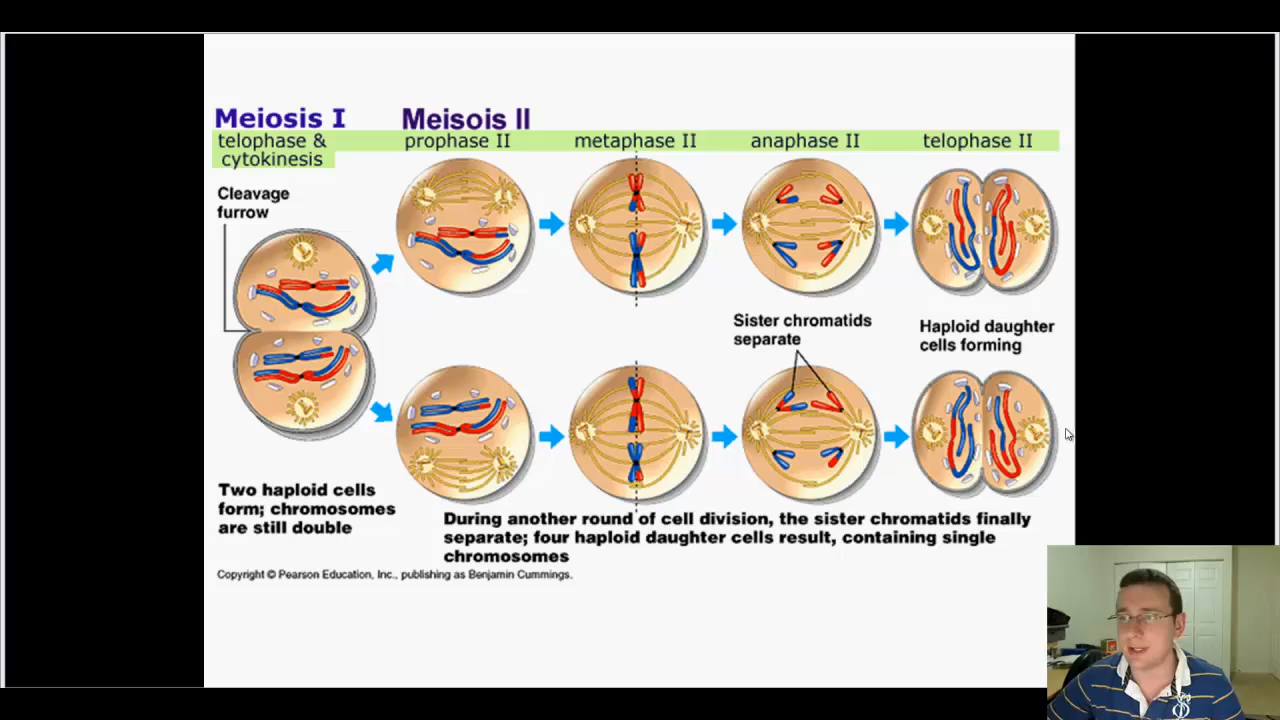 Meiosis I
Meisois II
telophase &
cytokinesis
prophase II
metaphase II
anaphase II
telophase II
Cleavage
furrow
Sister chromatids
separate
Haploid daughter
cells forming
Two haploid cells
form; chromosomes
are still double
During another round of cell division, the sister chromatids finally
separate; four haploid daughter cells result, containing single
chromosomes
Copyright © Pearson Education, Inc., publishing as Benjamin Cummings.